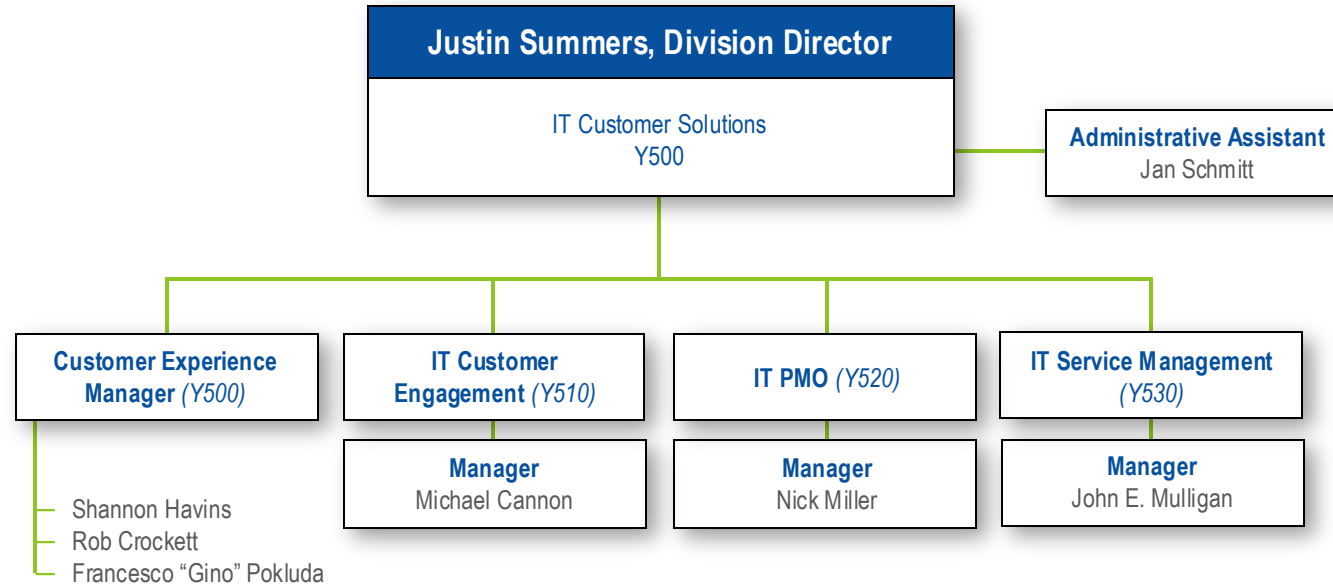 Justin Summers, Division Director
IT Customer Solutions
Y500
Administrative Assistant
Jan Schmitt
Customer Experience
Manager (Y500)
Shannon Havins
Rob Crockett
Francesco “Gino” Pokluda
IT Customer
Engagement (Y510)
Manager
Michael Cannon
IT PMO (Y520)
Manager
Nick Miller
IT Service Management
(Y530)
Manager
John E. Mulligan